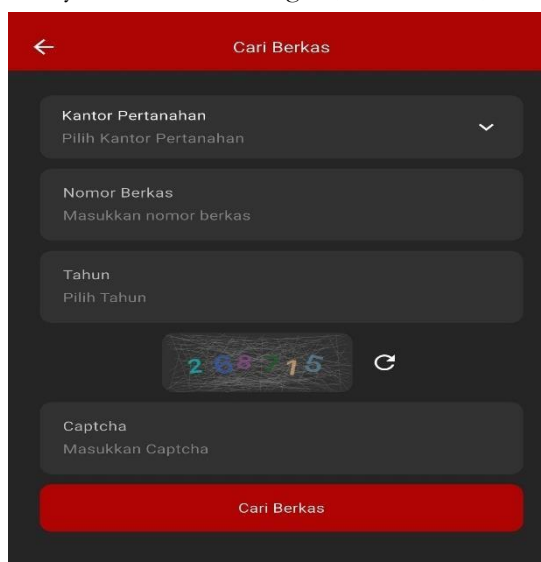 Cari Berkas
Kantor Pertanahan
Pilih Kantor Pertanahan
Nomor Berkas
Masukkan nomor berkas
Tahun
Pilih Tahun
Captcha
Masukkan Captcha
Cari Berkas